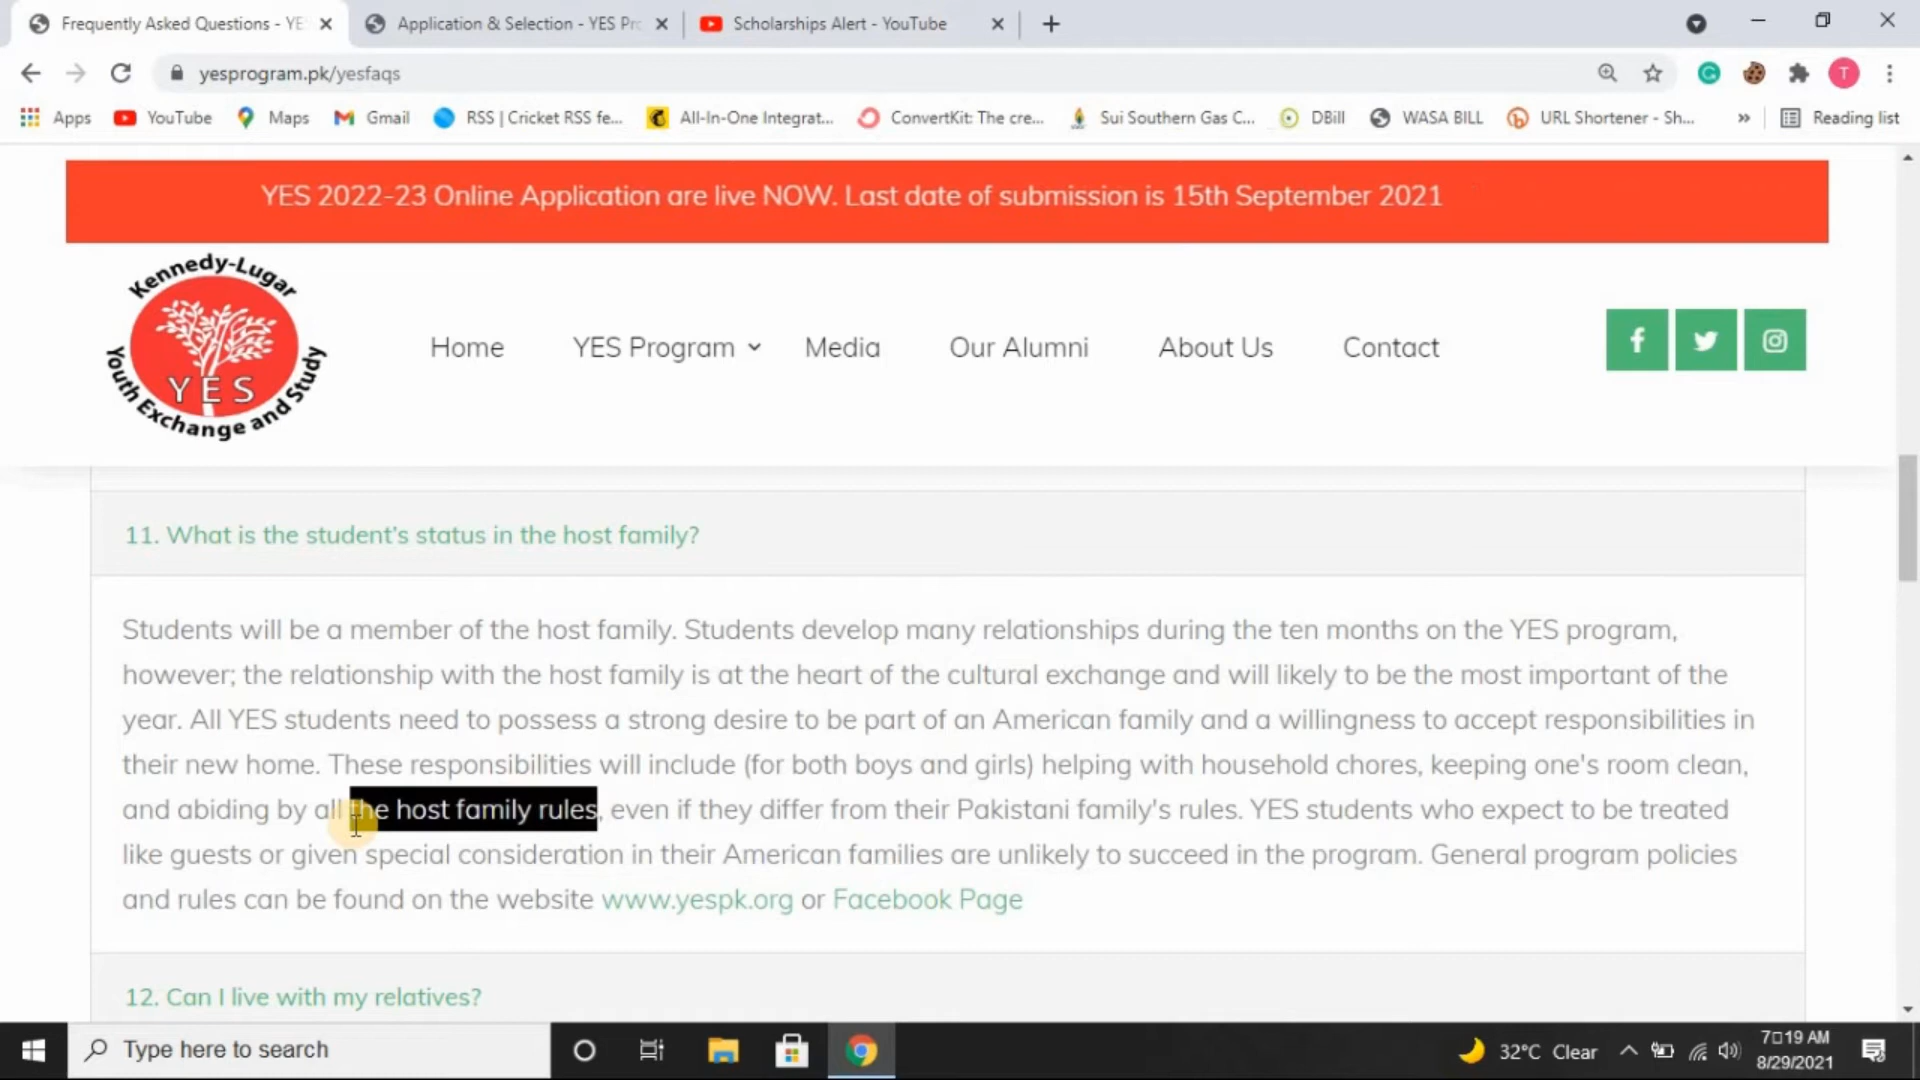 Frequently Asked Questions - YE
Application & Selection - YES Pr
Scholarships Alert - YouTube
yesprogram.pk/yesfaqs
T
Apps
YouTube
Maps
Gmail
RSS | Cricket RSS fe...
All-In-One Integrat...
ConvertKit: The cre...
Sui Southern Gas C...
DBill
WASA BILL
URL Shortener - Sh...
»
Reading list
YES 2022-23 Online Application are live NOW. Last date of submission is 15th September 2021
Kennedy-Lugar
YES
Youth Exchange and Study
Home
YES Program
Media
Our Alumni
About Us
Contact
11. What is the student's status in the host family?
Students will be a member of the host family. Students develop many relationships during the ten months on the YES program,
however; the relationship with the host family is at the heart of the cultural exchange and will likely to be the most important of the
year. All YES students need to possess a strong desire to be part of an American family and a willingness to accept responsibilities in
their new home. These responsibilities will include (for both boys and girls) helping with household chores, keeping one's room clean,
and abiding by all the host family rules, even if they differ from their Pakistani family's rules. YES students who expect to be treated
like guests or given special consideration in their American families are unlikely to succeed in the program. General program policies
and rules can be found on the website www.yespk.org or Facebook Page
12. Can I live with my relatives?
Type here to search
32°C Clear
7▯19 AM
8/29/2021